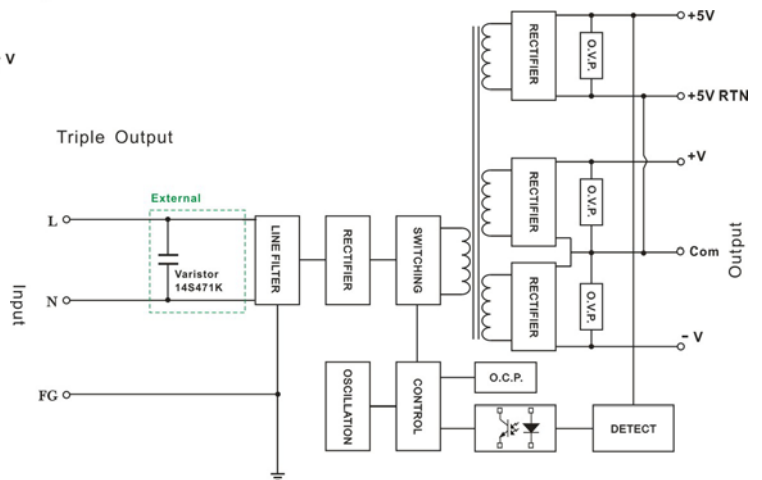 V
Triple Output
+5V
RECTIFIER
O.V.P.
+5V RTN
+V
RECTIFIER
O.V.P.
External
L
Varistor
14S471K
N
LINE FILTER
RECTIFIER
SWITCHING
Com
RECTIFIER
O.V.P.
- V
Input
Output
FG
OSCILLATION
CONTROL
O.C.P.
DETECT